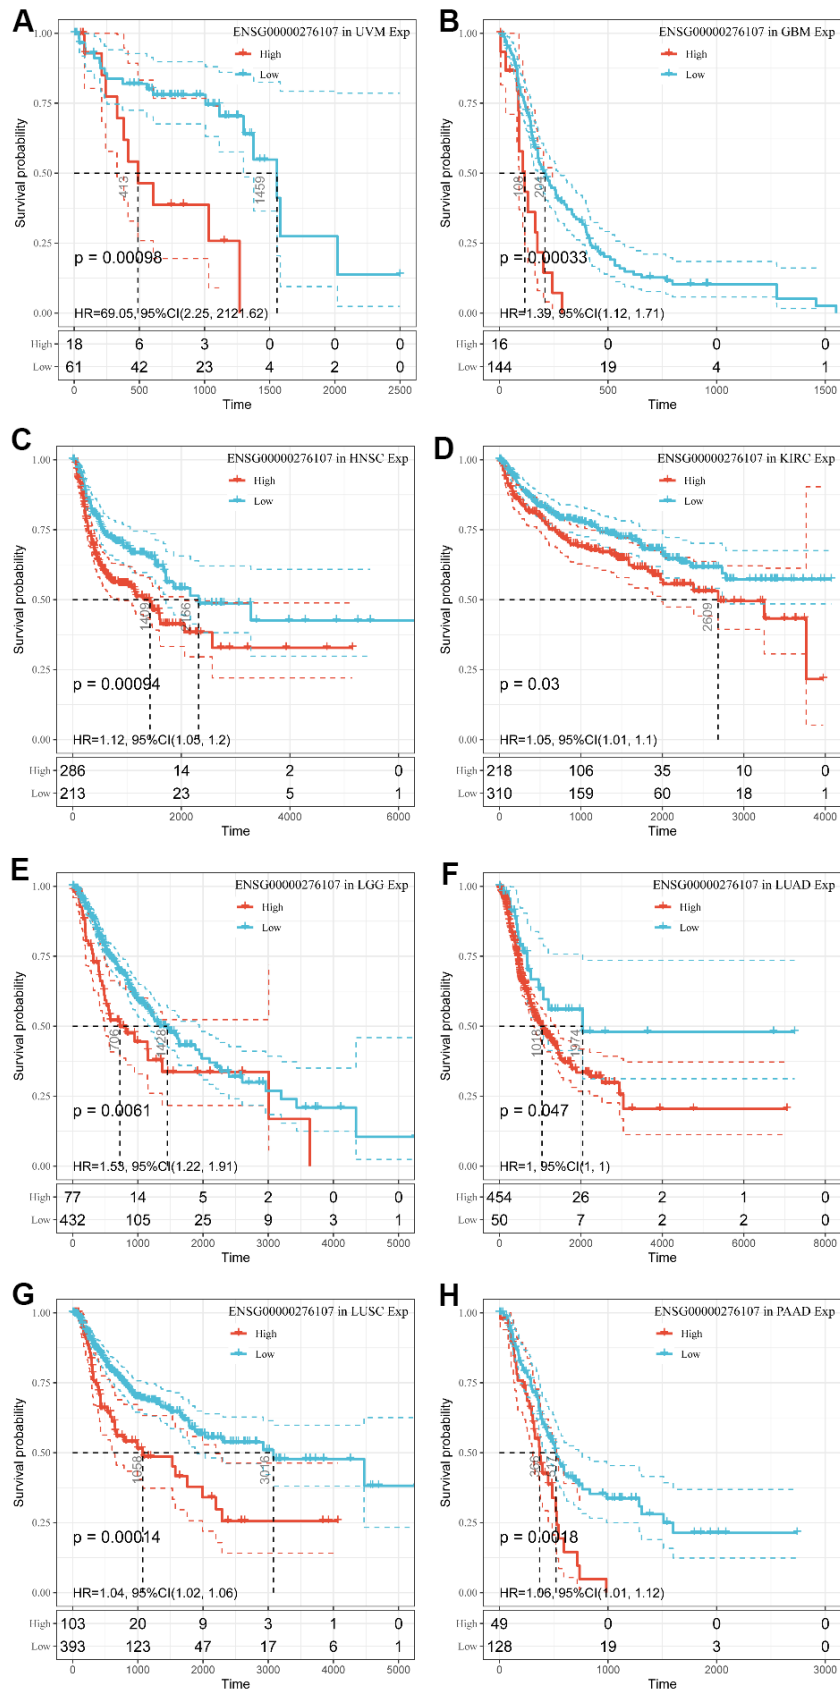 A
ENSG00000276107 in UVM Exp
High
Low
Survival probability
1.00
0.75
0.50
0.25
0.00
443
1459
p = 0.00098
HR=69.05, 95%CI(2.25, 2121.62)
High 18 6 3 0 0 0
Low 61 42 23 4 2 0
0 500 1000 1500 2000 2500
Time
B
ENSG00000276107 in GBM Exp
High
Low
Survival probability
1.00
0.75
0.50
0.25
0.00
108
204
p = 0.00033
HR=1.39, 95%CI(1.12, 1.71)
High 16 0 0 0
Low 144 19 4 1
0 500 1000 1500
Time
C
ENSG00000276107 in HNSC Exp
High
Low
Survival probability
1.00
0.75
0.50
0.25
0.00
1409
p = 0.00094
HR=1.12, 95%CI(1.05, 1.2)
High 286 14 2 0
Low 213 23 5 1
0 2000 4000 6000
Time
D
ENSG00000276107 in KIRC Exp
High
Low
Survival probability
1.00
0.75
0.50
0.25
0.00
2609
p = 0.03
HR=1.05, 95%CI(1.01, 1.1)
High 218 106 35 10 0
Low 310 159 60 18 1
0 1000 2000 3000 4000
Time
E
ENSG00000276107 in LGG Exp
High
Low
Survival probability
1.00
0.75
0.50
0.25
0.00
706
1428
p = 0.0061
HR=1.53, 95%CI(1.22, 1.91)
High 77 14 5 2 0 0
Low 432 105 25 9 3 1
0 1000 2000 3000 4000 5000
Time
F
ENSG00000276107 in LUAD Exp
High
Low
Survival probability
1.00
0.75
0.50
0.25
0.00
1018
1974
p = 0.047
HR=1, 95%CI(1, 1)
High 454 26 2 1 0
Low 50 7 2 2 0
0 2000 4000 6000 8000
Time
G
ENSG00000276107 in LUSC Exp
High
Low
Survival probability
1.00
0.75
0.50
0.25
0.00
1058
3016
p = 0.00014
HR=1.04, 95%CI(1.02, 1.06)
High 103 20 9 3 1 0
Low 393 123 47 17 6 1
0 1000 2000 3000 4000 5000
Time
H
ENSG00000276107 in PAAD Exp
High
Low
Survival probability
1.00
0.75
0.50
0.25
0.00
p = 0.0018
HR=1.06, 95%CI(1.01, 1.12)
High 49 0 0 0
Low 128 19 3 0
0 1000 2000 3000
Time